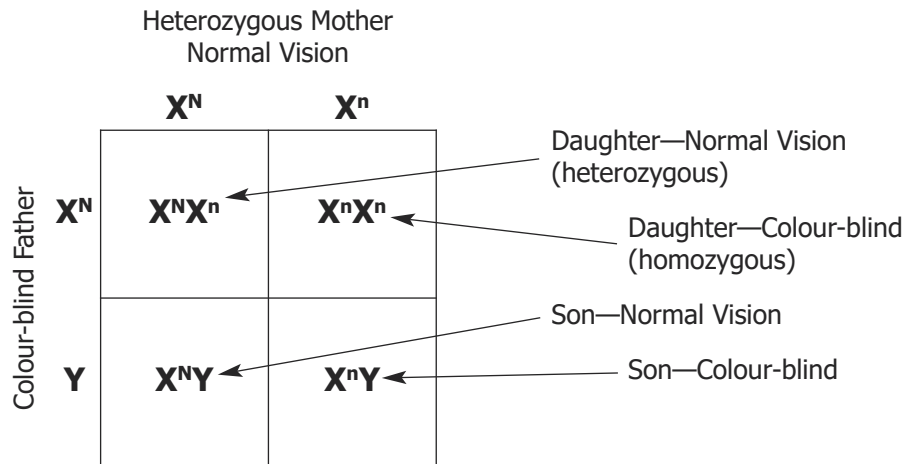 Heterozygous Mother
Normal Vision
Xᴺ Xⁿ
Daughter—Normal Vision
(heterozygous)
Xᴺ XᴺXⁿ XⁿXⁿ
Daughter—Colour-blind
(homozygous)
Colour-blind Father
Son—Normal Vision
Y XᴺY XⁿY
Son—Colour-blind